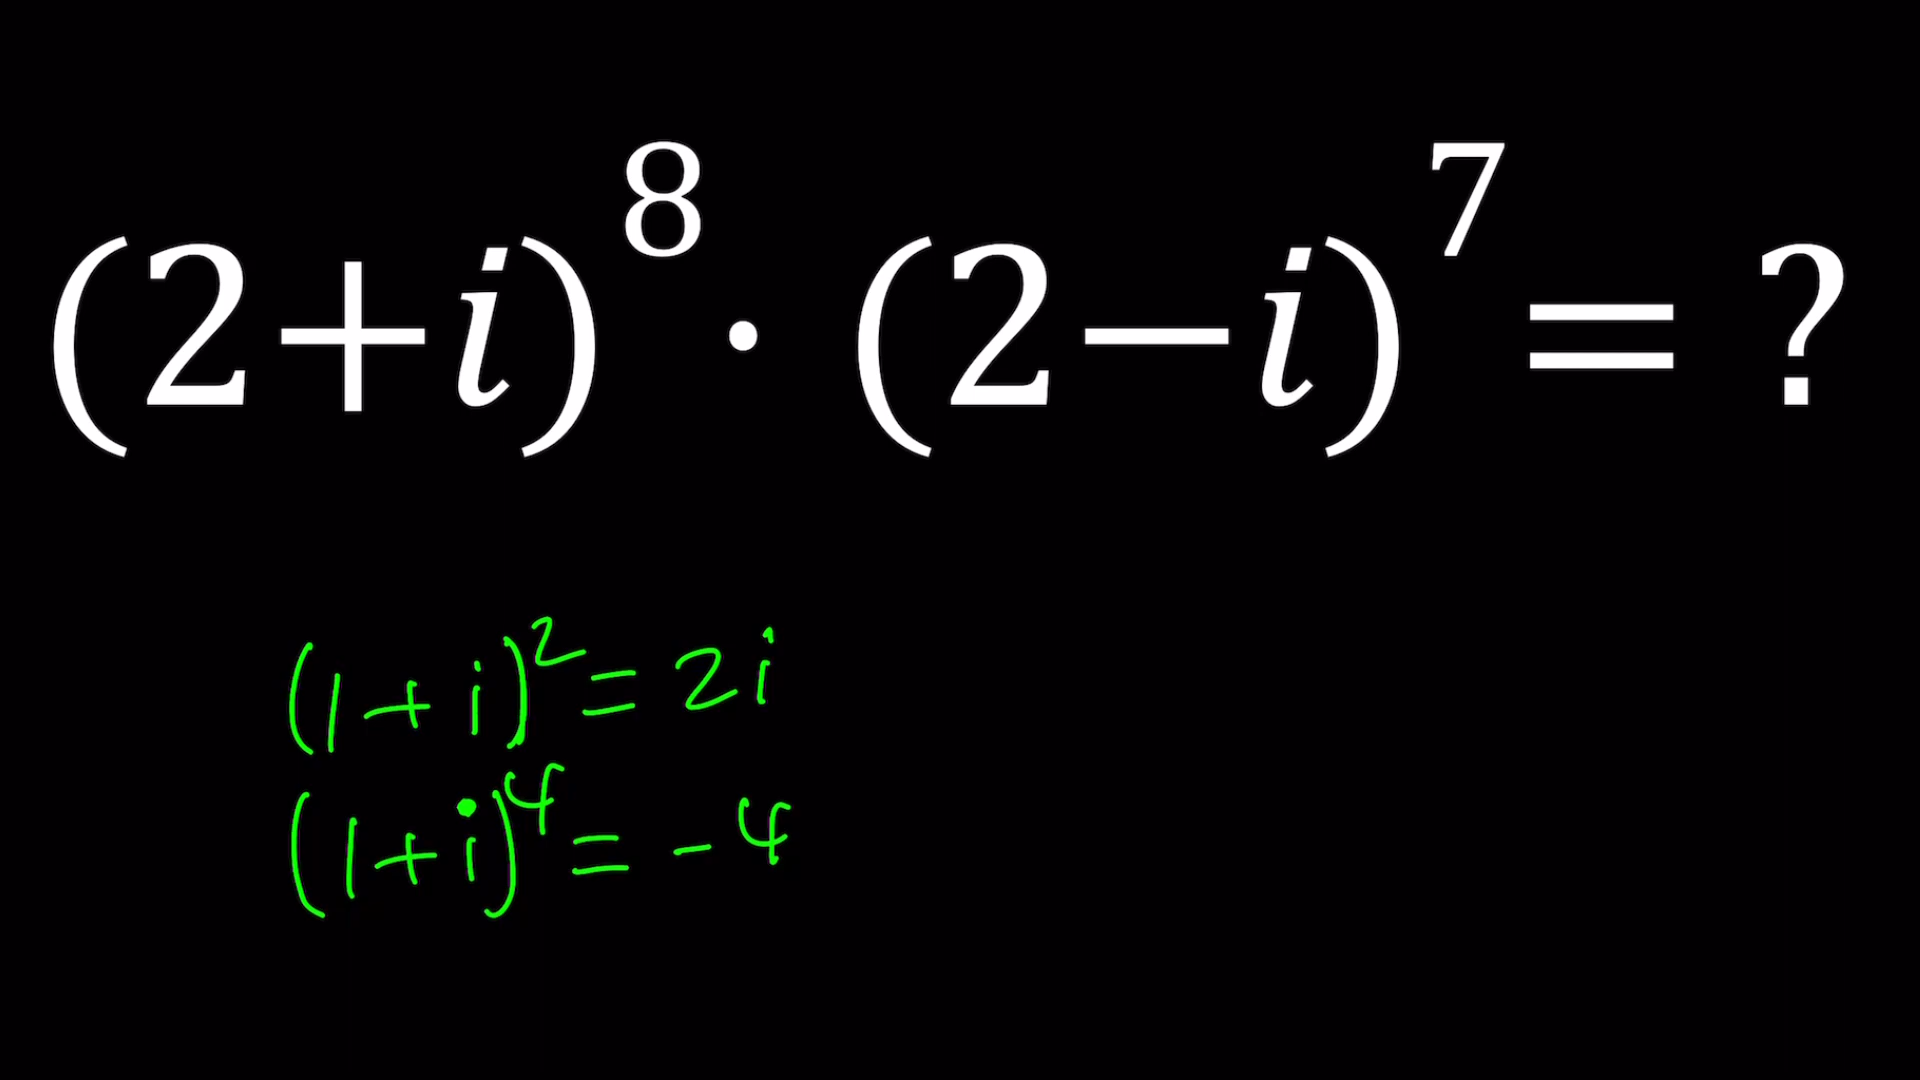 (2+i)⁸ · (2−i)⁷ = ?
(1+i)² = 2i
(1+i)⁴ = -4